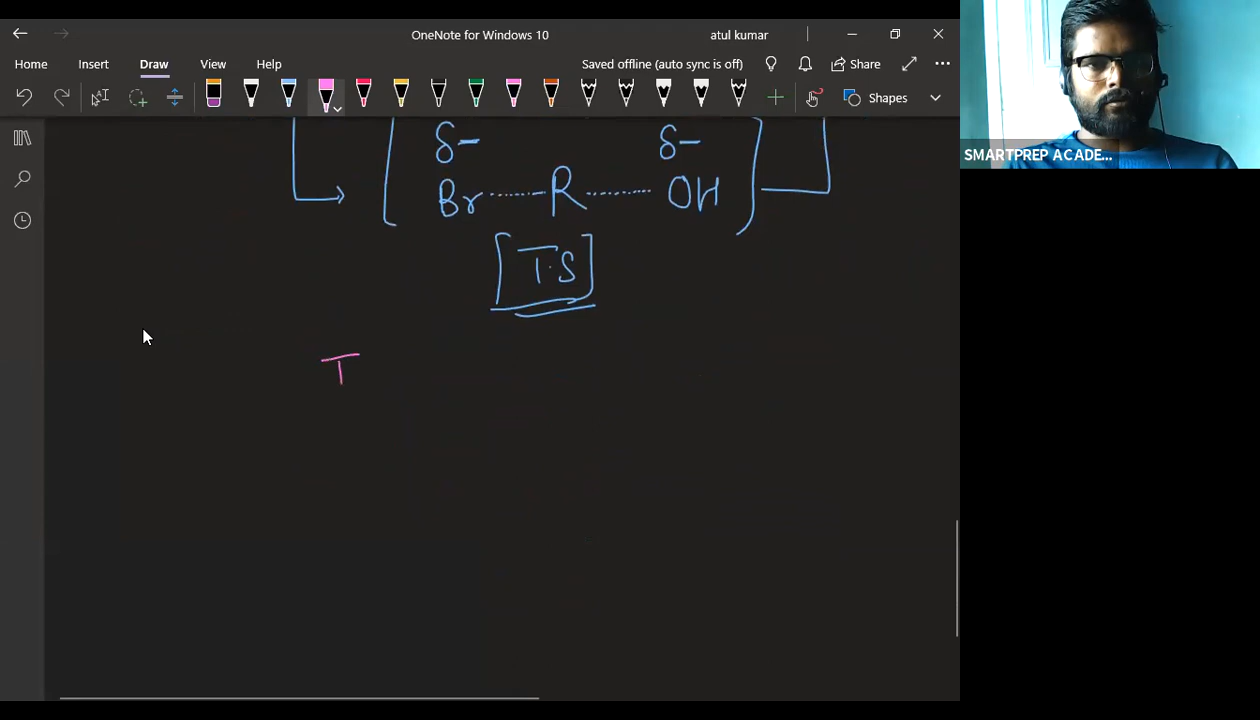 OneNote for Windows 10 atul kumar
Home Insert Draw View Help Saved offline (auto sync is off) Share
Shapes
δ- δ-
Br R OH
[T.S]
T
SMARTPREP ACADE...